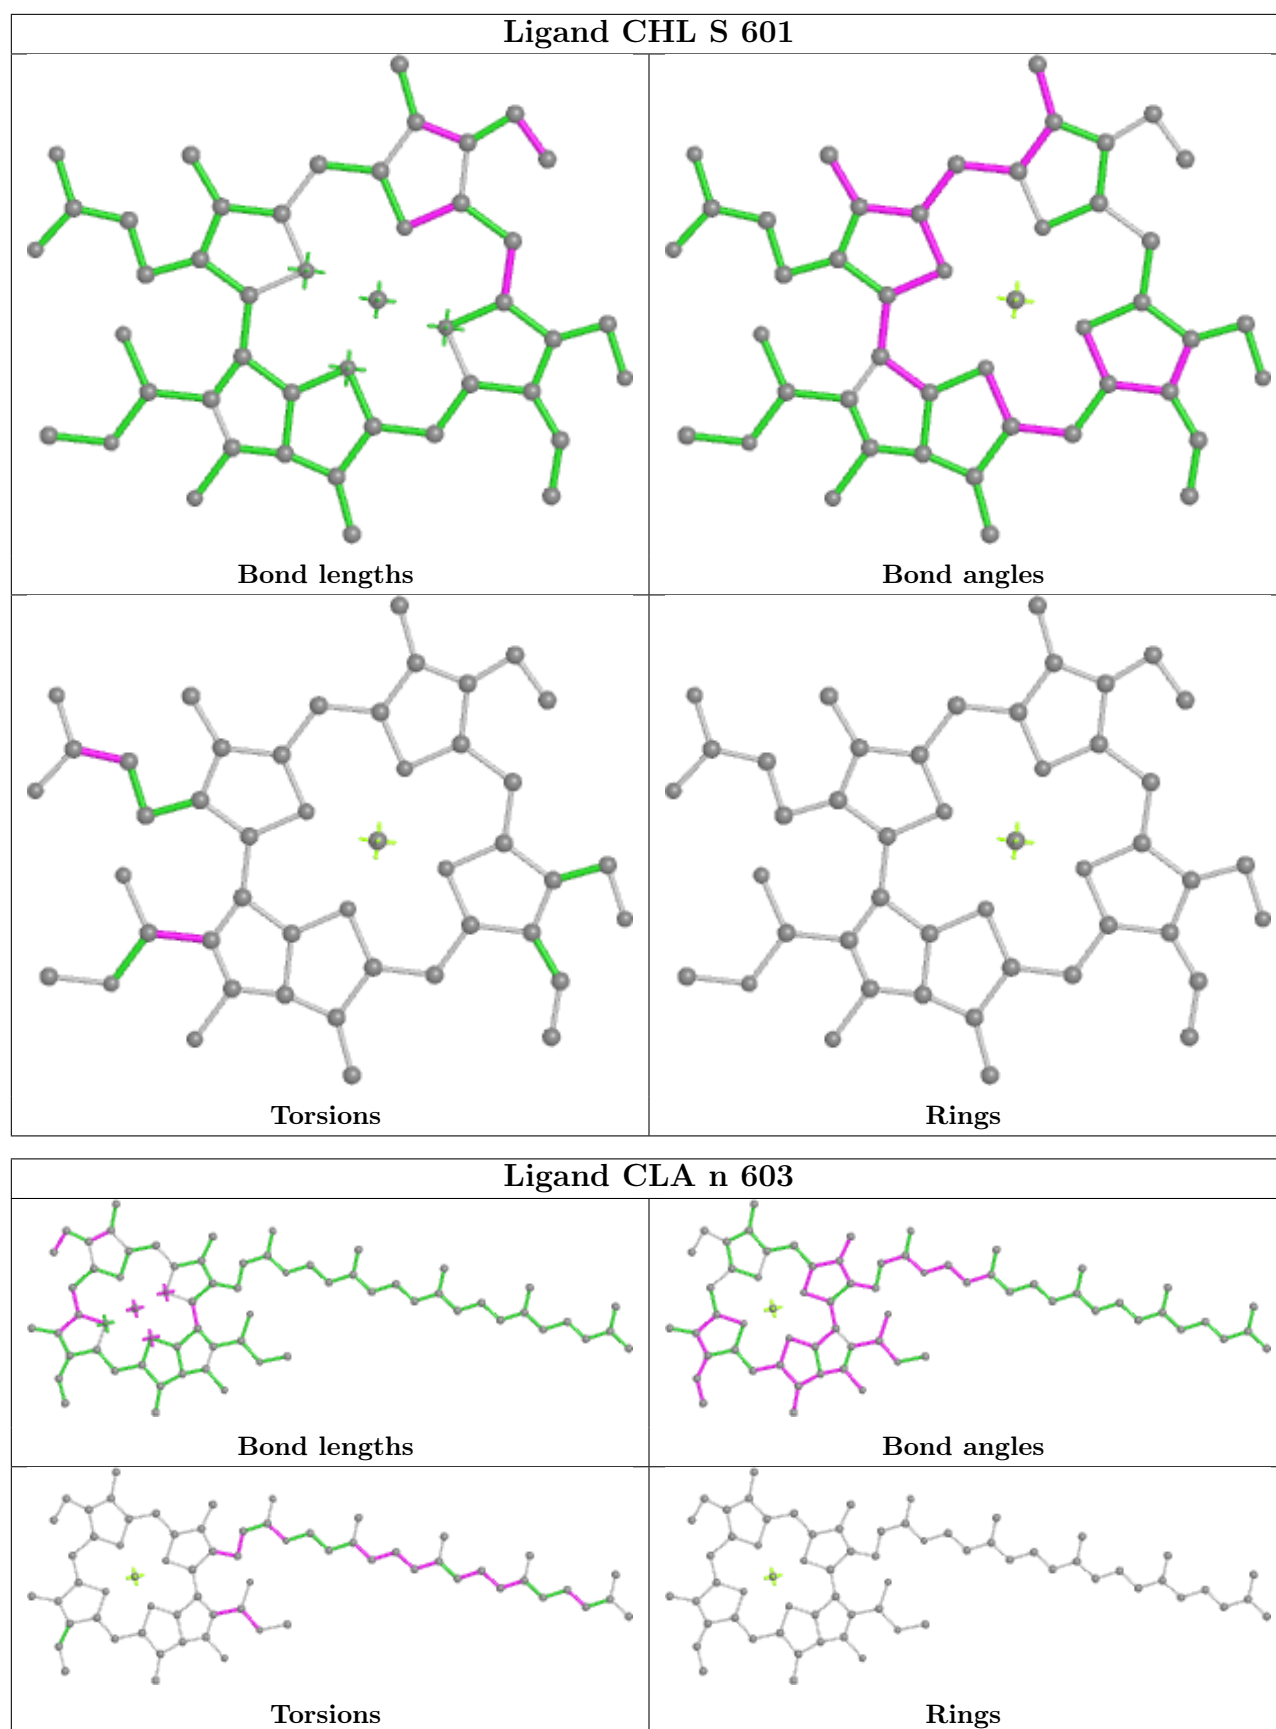 Ligand CHL S 601
Bond lengths
Bond angles
Torsions
Rings
Ligand CLA n 603
Bond lengths
Bond angles
Torsions
Rings